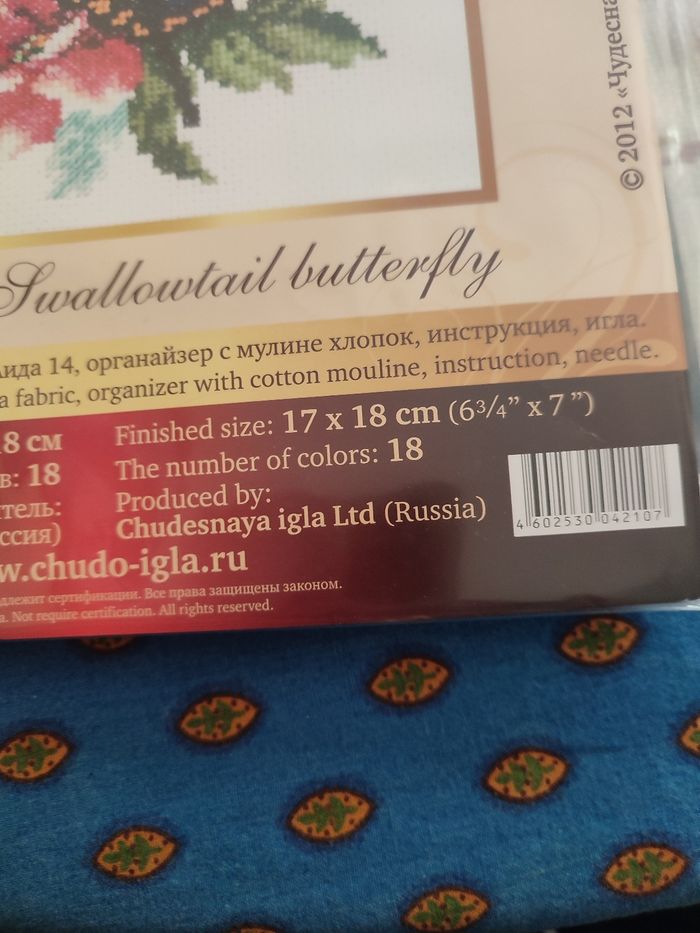 © 2012 «Чудесна
Swallowtail butterfly
Аида 14, органайзер с мулине хлопок, инструкция, игла.
a fabric, organizer with cotton mouline, instruction, needle.
18 см
в: 18
тель:
ссия)
Finished size: 17 x 18 cm (6¾” x 7 ”)
The number of colors: 18
Produced by:
Chudesnaya igla Ltd (Russia)
w.chudo-igla.ru
длежит сертификации. Все права защищены законом.
a. Not require certification. All rights reserved.
4 602530 042107